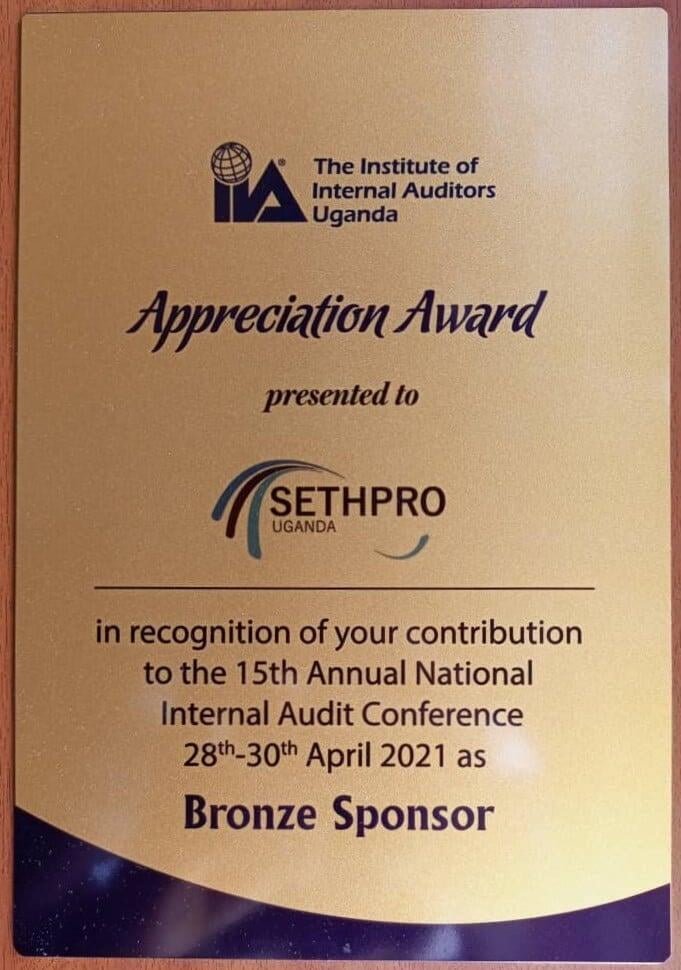 IIA® The Institute of
Internal Auditors
Uganda
Appreciation Award
presented to
SETHPRO
UGANDA
in recognition of your contribution
to the 15th Annual National
Internal Audit Conference
28th-30th April 2021 as
Bronze Sponsor